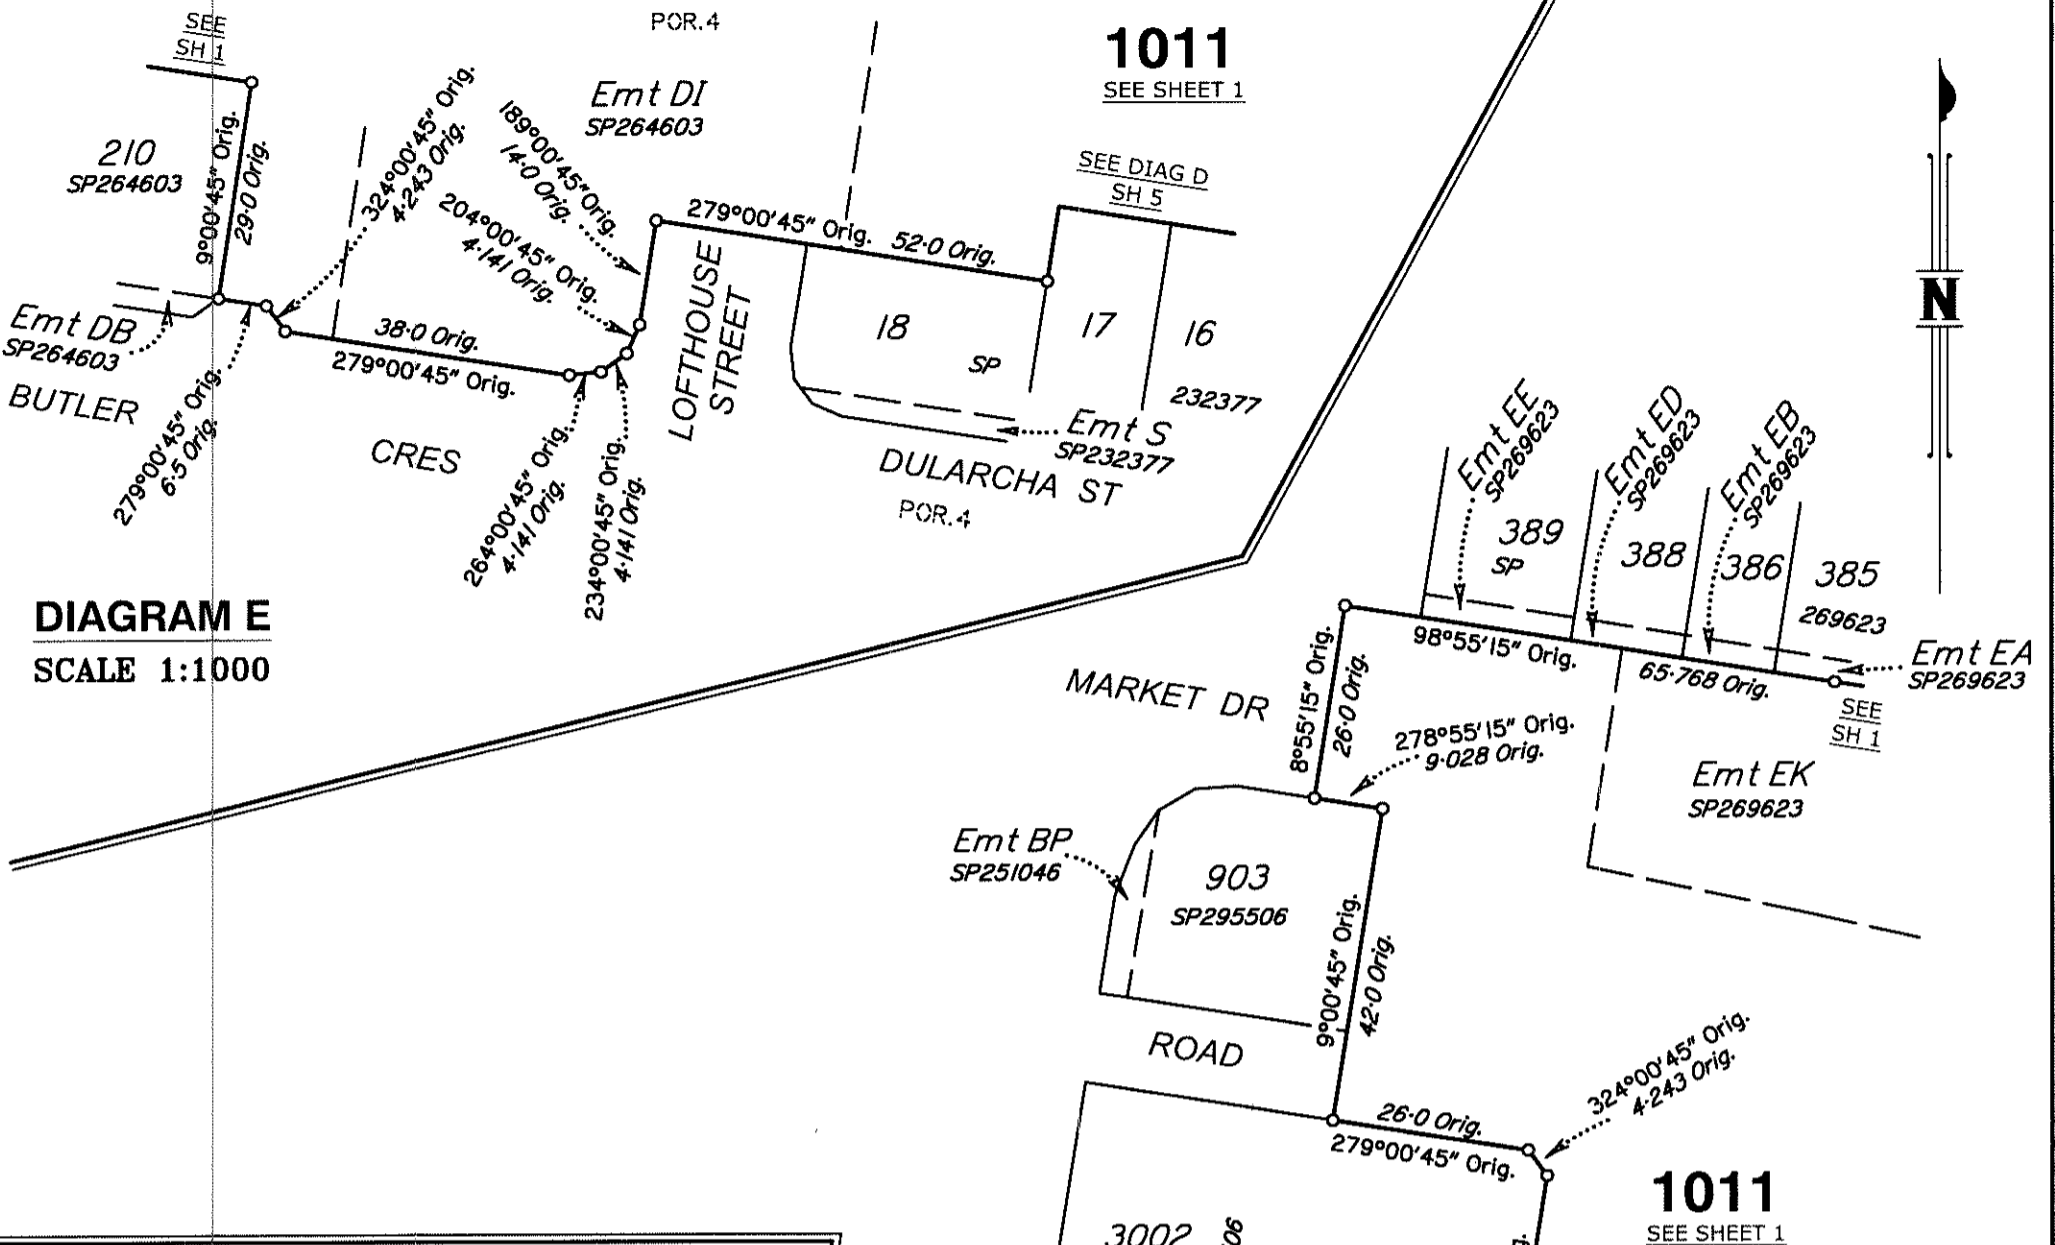 SEE
SH 1
POR.4
1011
SEE SHEET 1
Emt DI
SP264603
210
SP264603
9°00'45" Orig.
29·0 Orig.
324°00'45" Orig.
4·243 Orig.
189°00'45" Orig.
14·0 Orig.
204°00'45" Orig.
4·141 Orig.
SEE DIAG D
SH 5
279°00'45" Orig. 52·0 Orig.
LOFTHOUSE
STREET
18
SP
17
16
232377
Emt DB
SP264603
38·0 Orig.
279°00'45" Orig.
BUTLER
CRES
279°00'45" Orig.
6·5 Orig.
264°00'45" Orig.
4·141 Orig.
234°00'45" Orig.
4·141 Orig.
Emt S
SP232377
DULARCHA ST
POR.4
N
DIAGRAM E
SCALE 1:1000
Emt EE
SP269623
Emt ED
SP269623
Emt EB
SP269623
389
SP
388
386
385
269623
98°55'15" Orig.
65·768 Orig.
Emt EA
SP269623
SEE
SH 1
MARKET DR
8°55'15" Orig.
26·0 Orig.
278°55'15" Orig.
9·028 Orig.
Emt EK
SP269623
Emt BP
SP251046
903
SP295506
9°00'45" Orig.
42·0 Orig.
ROAD
26·0 Orig.
279°00'45" Orig.
324°00'45" Orig.
4·243 Orig.
1011
SEE SHEET 1
3002